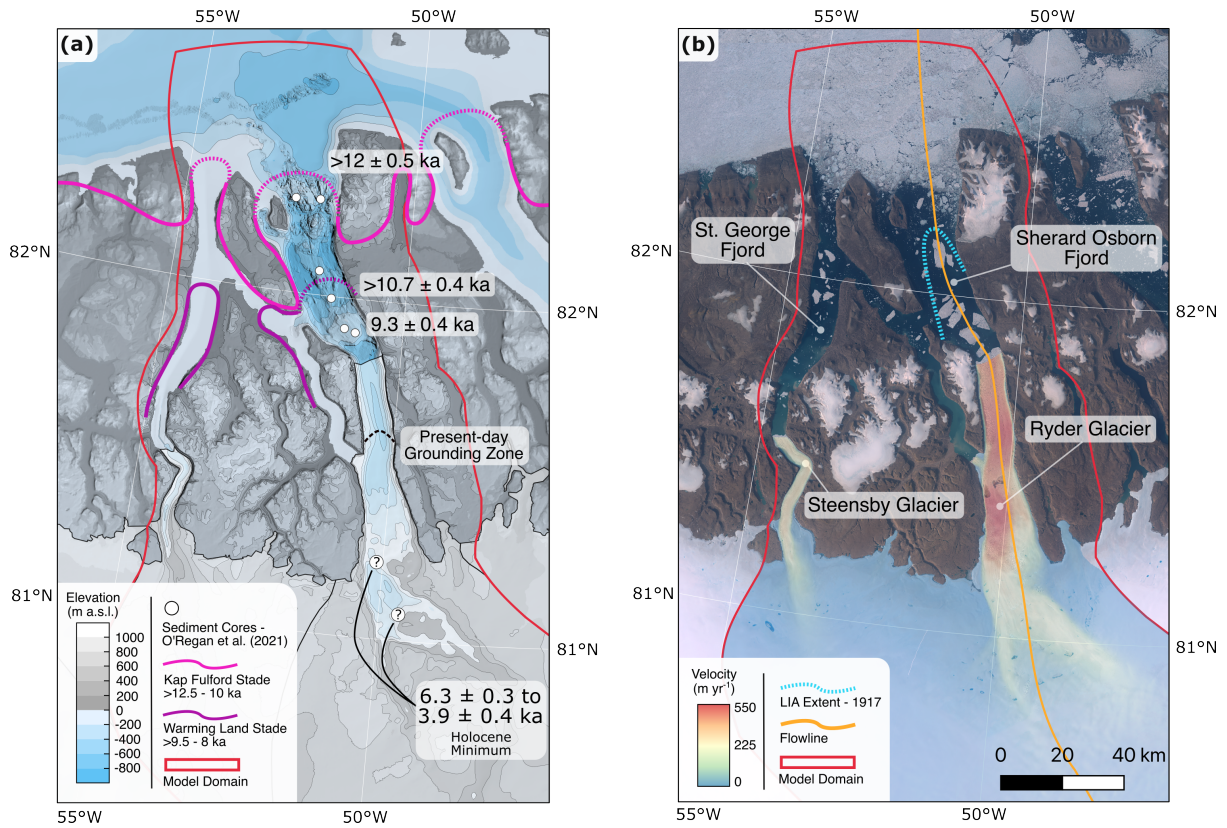 55°W
50°W
(a)
>12 ± 0.5 ka
82°N
>10.7 ± 0.4 ka
9.3 ± 0.4 ka
82°N
Present-day
Grounding Zone
?
?
81°N
81°N
6.3 ± 0.3 to
3.9 ± 0.4 ka
Holocene
Minimum
Elevation
(m a.s.l.)
1000
800
600
400
200
0
-200
-400
-600
-800
Sediment Cores -
O'Regan et al. (2021)
Kap Fulford Stade
>12.5 - 10 ka
Warming Land Stade
>9.5 - 8 ka
Model Domain
55°W
50°W
55°W
50°W
(b)
82°N
St. George
Fjord
Sherard Osborn
Fjord
82°N
Ryder Glacier
Steensby Glacier
81°N
81°N
Velocity
(m yr⁻¹)
550
225
0
LIA Extent - 1917
Flowline
Model Domain
0 20 40 km
55°W
50°W